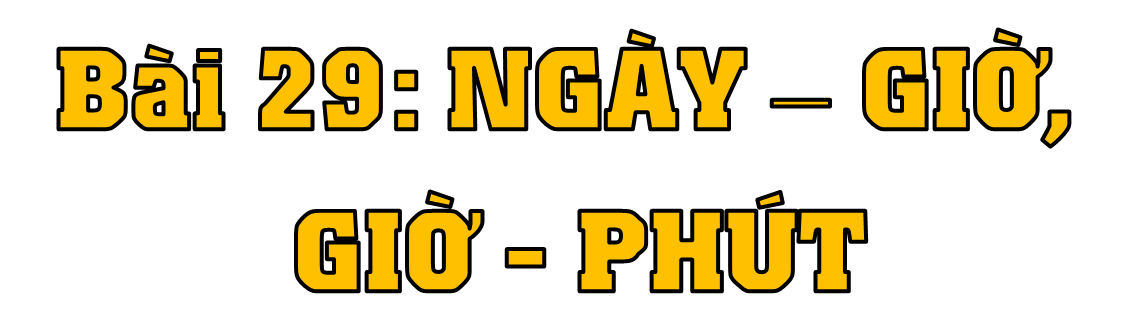 Bài 29: NGÀY – GIỜ,
GIỜ - PHÚT